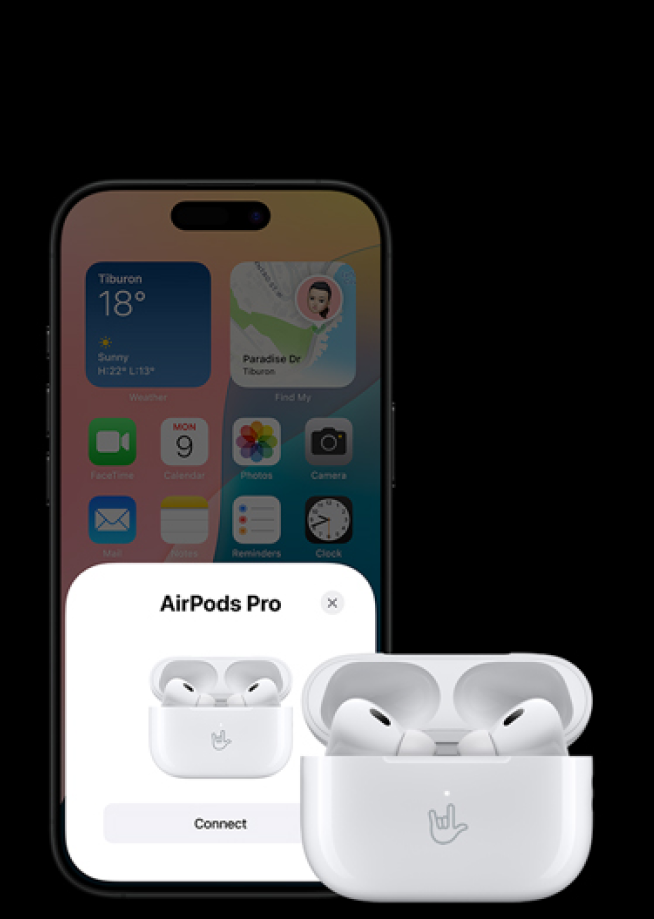 Tiburon
18°
Sunny
H:22° L:13°
Weather
Paradise Dr
Tiburon
Find My
FaceTime
MON
9
Calendar
Photos
Camera
Mail
Notes
Reminders
Clock
AirPods Pro
Connect